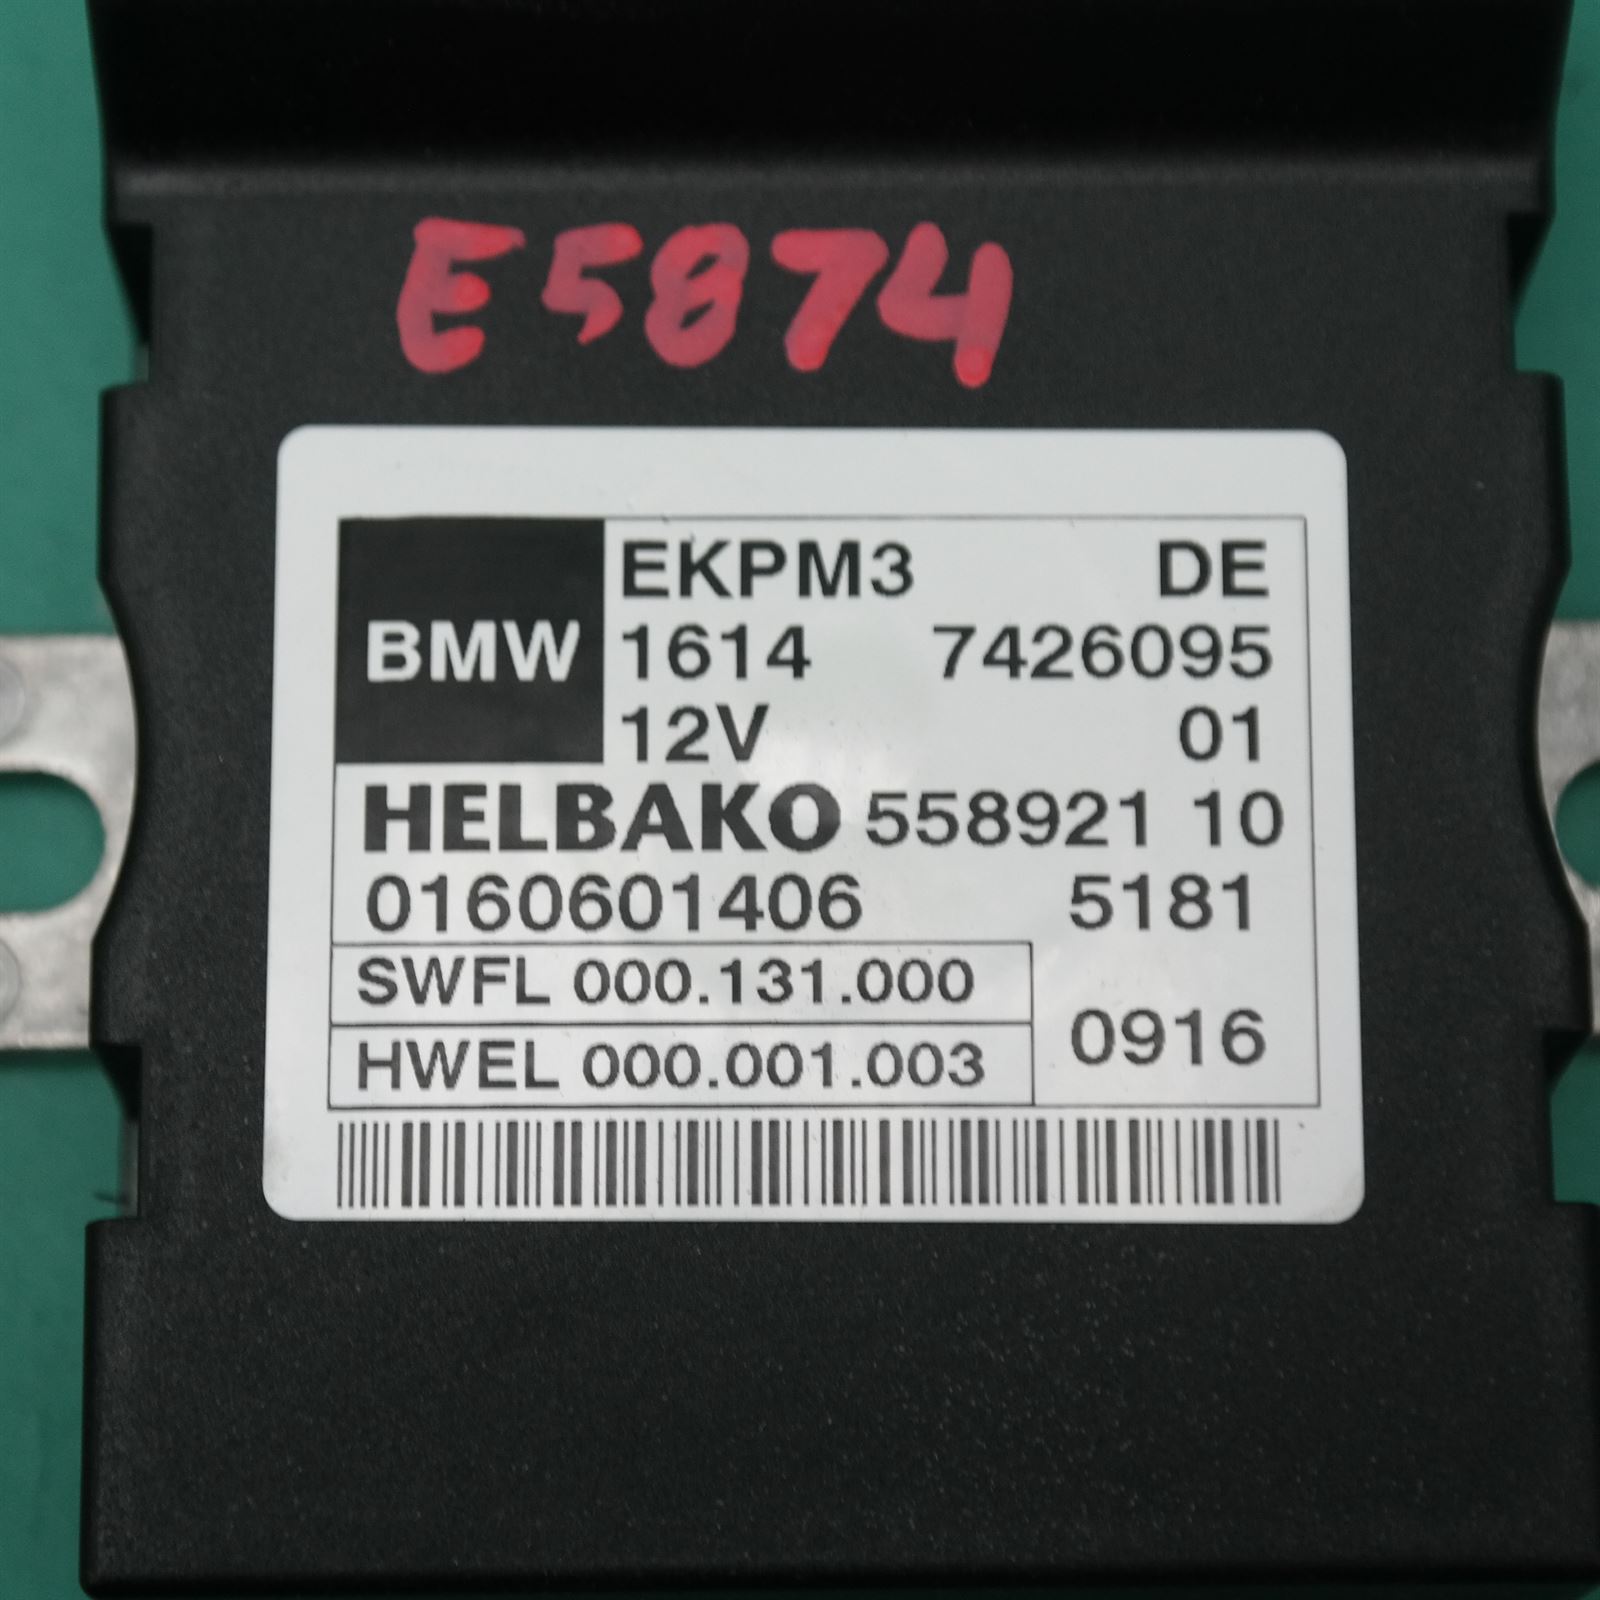 E5874
EKPM3 DE
BMW 1614 7426095
12V 01
HELBAKO 558921 10
0160601406 5181
SWFL 000.131.000
HWEL 000.001.003 0916